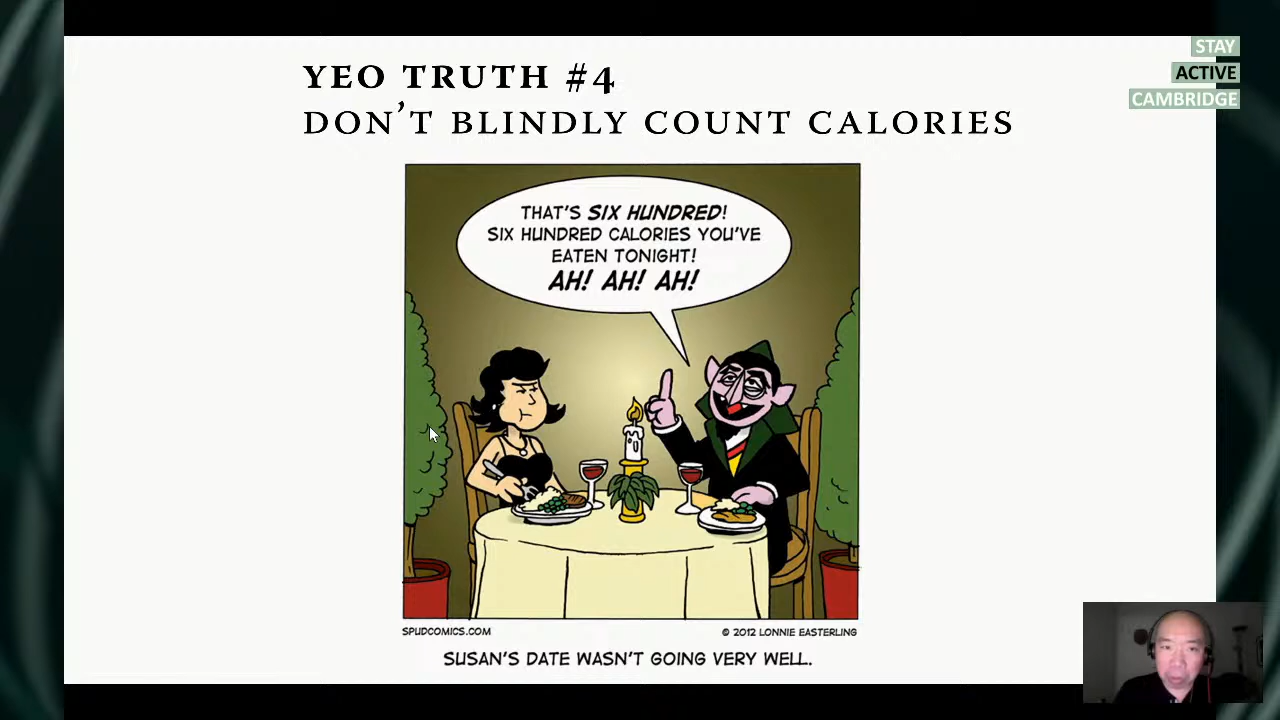 YEO TRUTH #4
DON'T BLINDLY COUNT CALORIES
STAY
ACTIVE
CAMBRIDGE
THAT'S SIX HUNDRED!
SIX HUNDRED CALORIES YOU'VE
EATEN TONIGHT!
AH! AH! AH!
SPUDCOMICS.COM
© 2012 LONNIE EASTERLING
SUSAN'S DATE WASN'T GOING VERY WELL.